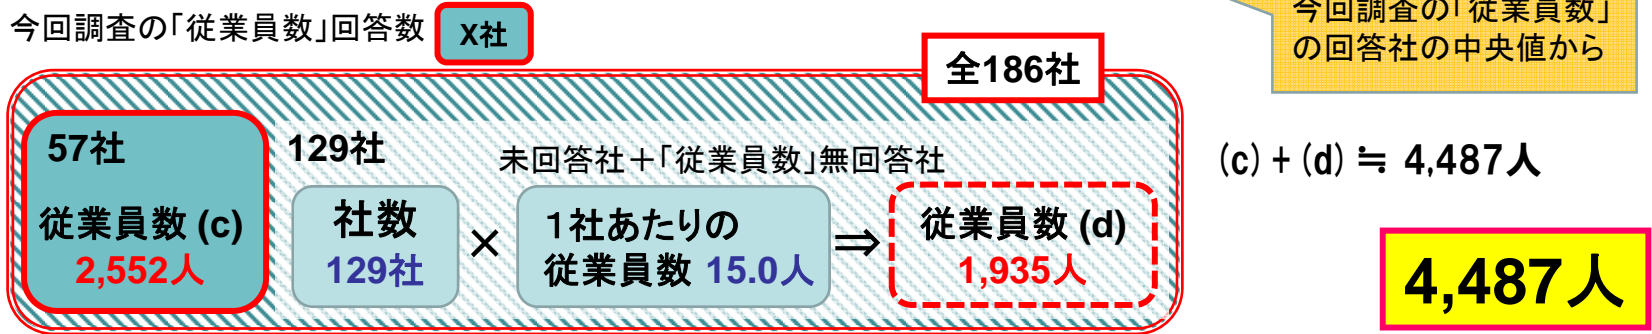 今回調査の「従業員数」回答数
X社
今回調査の「従業員数」
の回答社の中央値から
全186社
57社
従業員数 (c)
2,552人
129社
未回答社＋「従業員数」無回答社
社数
129社
×
１社あたりの
従業員数 15.0人
⇒
従業員数 (d)
1,935人
(c) + (d) ≒ 4,487人
4,487人